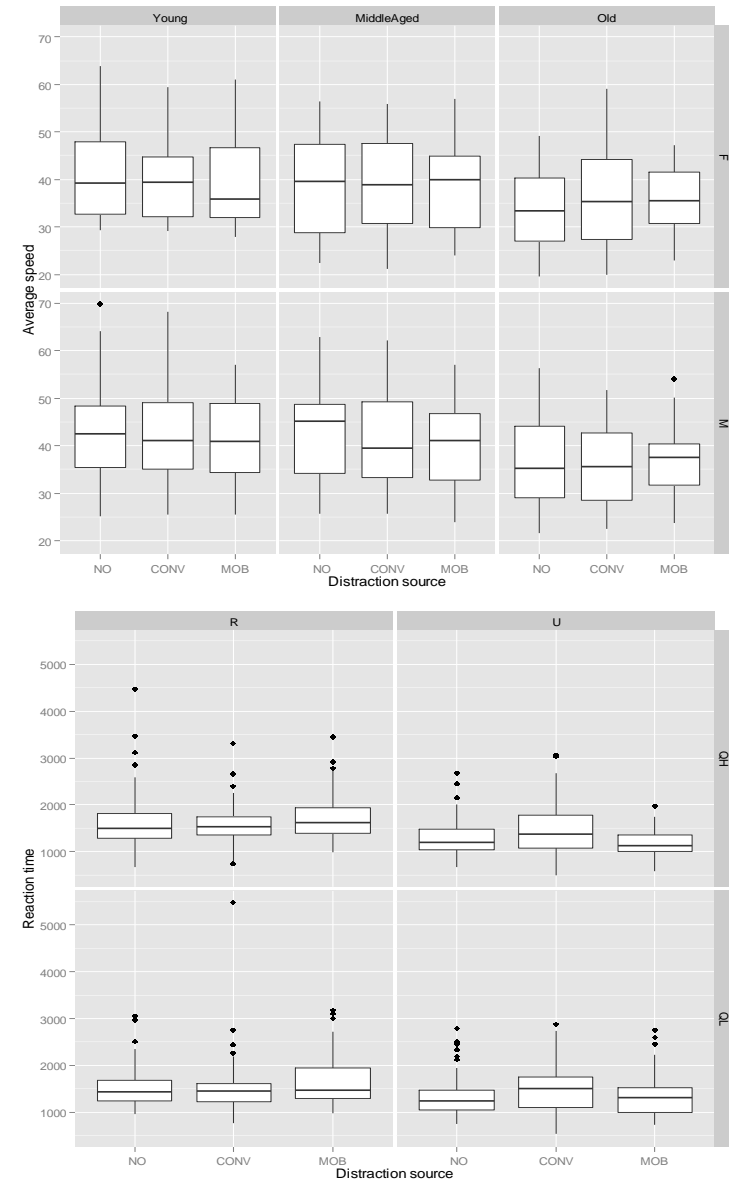 Young MiddleAged Old
70
60
50
40
30
20
F
Average speed
70
60
50
40
30
20
M
NO CONV MOB NO CONV MOB NO CONV MOB
Distraction source
R U
5000
4000
3000
2000
1000
QH
Reaction time
5000
4000
3000
2000
1000
QL
NO CONV MOB NO CONV MOB
Distraction source